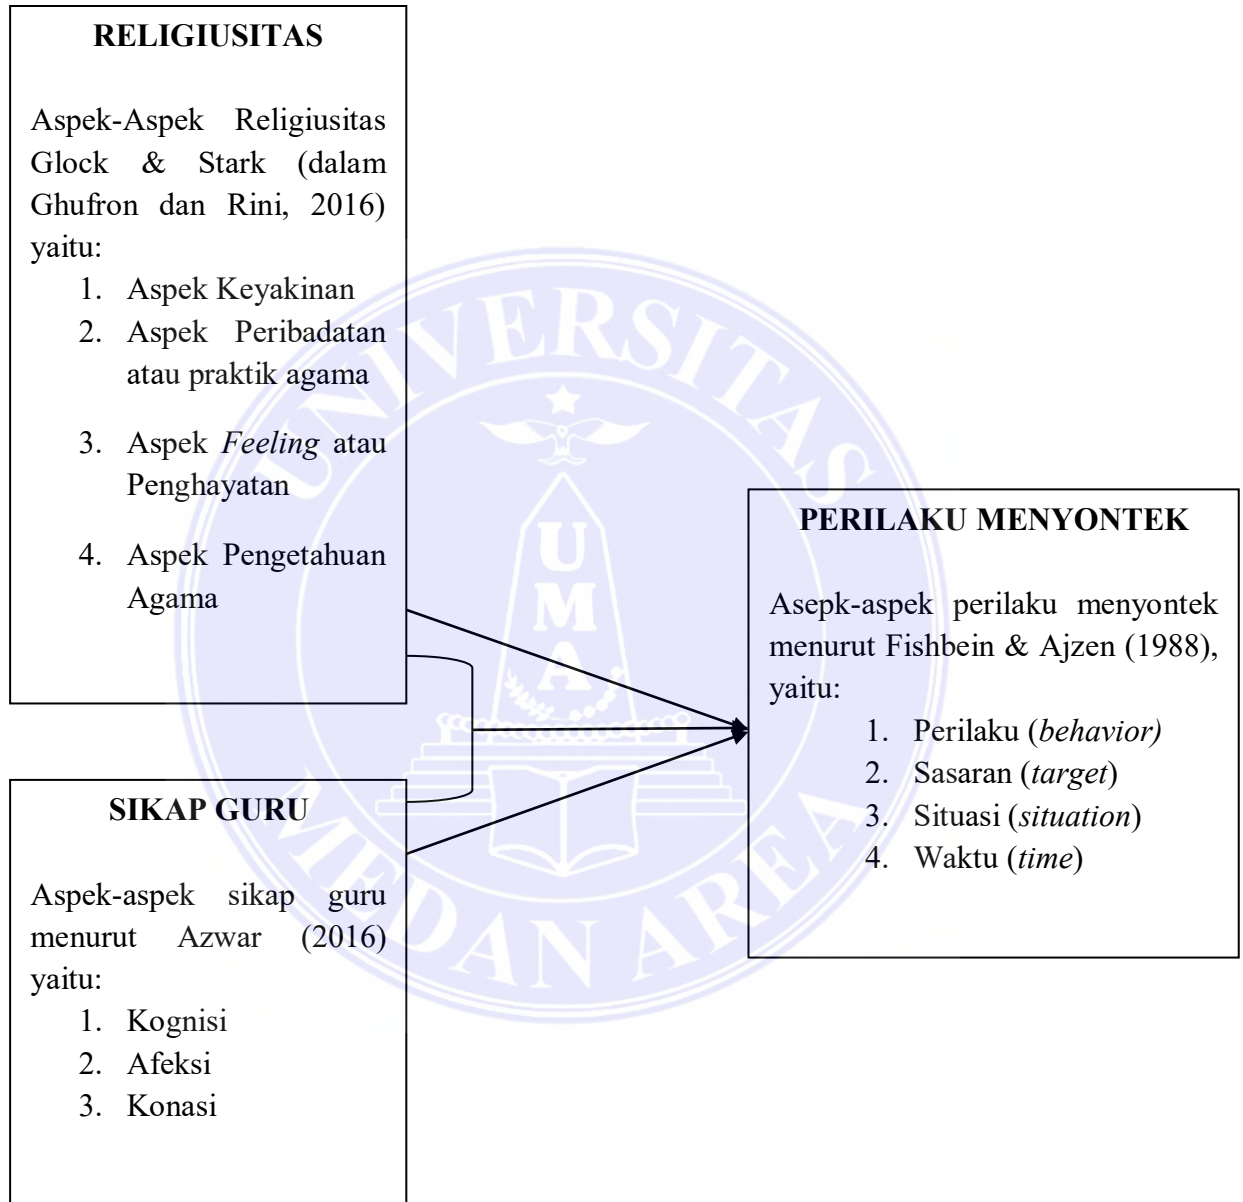 RELIGIUSITAS
Aspek-Aspek Religiusitas
Glock & Stark (dalam
Ghufron dan Rini, 2016)
yaitu:
1. Aspek Keyakinan
2. Aspek Peribadatan
atau praktik agama
3. Aspek Feeling atau
Penghayatan
4. Aspek Pengetahuan
Agama
SIKAP GURU
Aspek-aspek sikap guru
menurut Azwar (2016)
yaitu:
1. Kognisi
2. Afeksi
3. Konasi
PERILAKU MENYONTEK
Asepk-aspek perilaku menyontek
menurut Fishbein & Ajzen (1988),
yaitu:
1. Perilaku (behavior)
2. Sasaran (target)
3. Situasi (situation)
4. Waktu (time)
UNIVERSITAS
UMA
MEDAN AREA